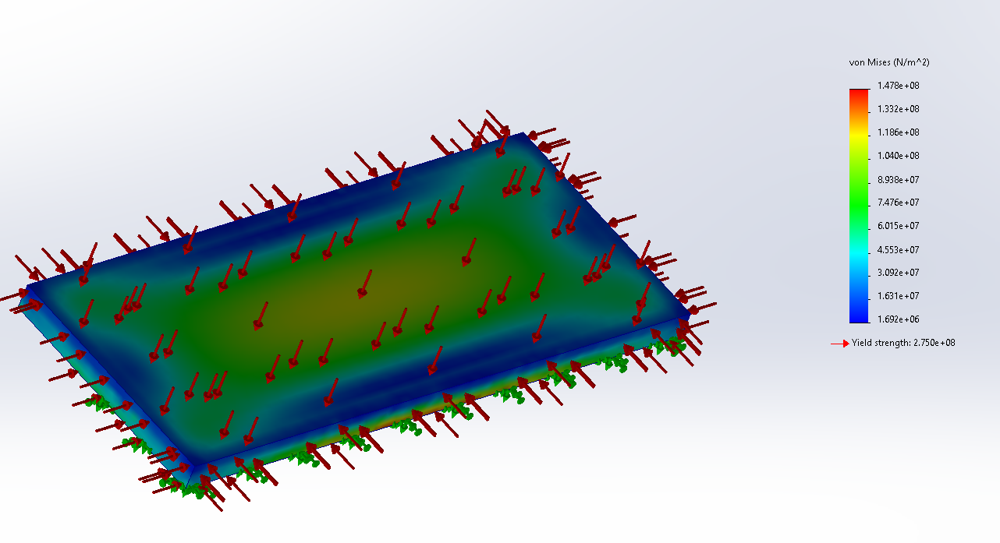 von Mises (N/m^2)
1.478e+08
1.332e+08
1.186e+08
1.040e+08
8.938e+07
7.476e+07
6.015e+07
4.553e+07
3.092e+07
1.631e+07
1.692e+06
Yield strength: 2.750e+08